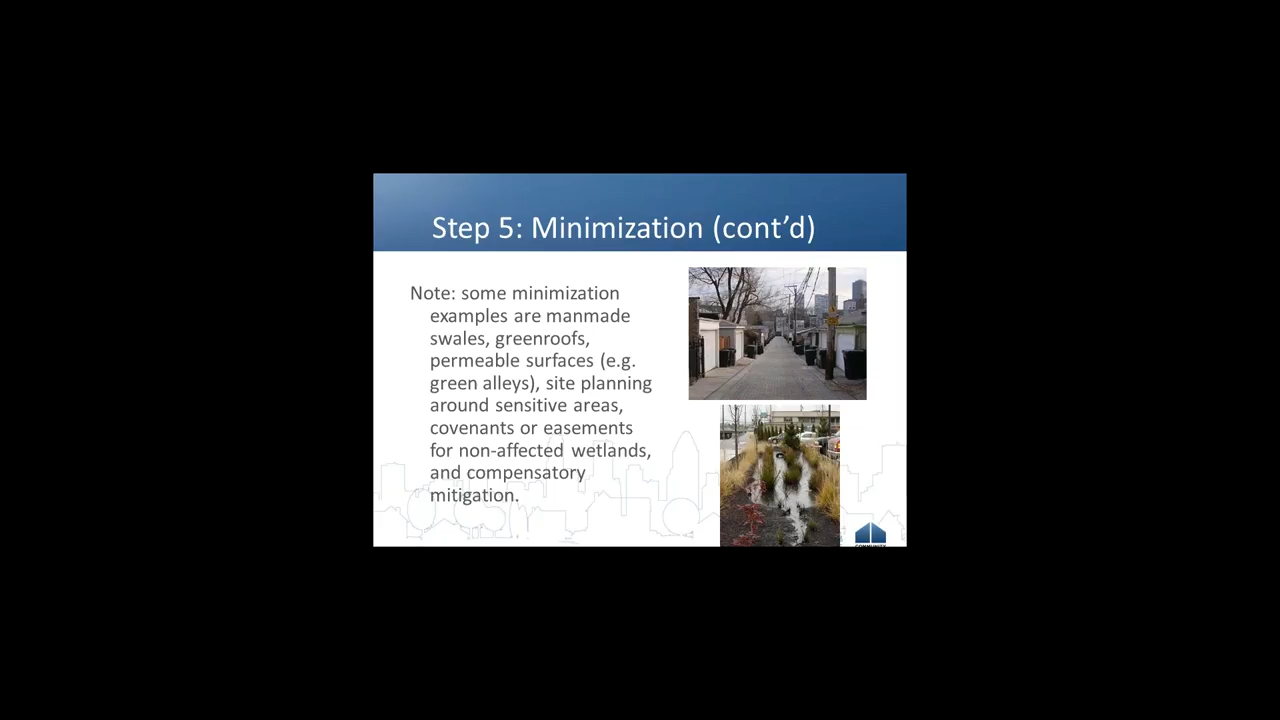 Step 5: Minimization (cont’d)
Note: some minimization
examples are manmade
swales, greenroofs,
permeable surfaces (e.g.
green alleys), site planning
around sensitive areas,
covenants or easements
for non-affected wetlands,
and compensatory
mitigation.
COMMUNITY